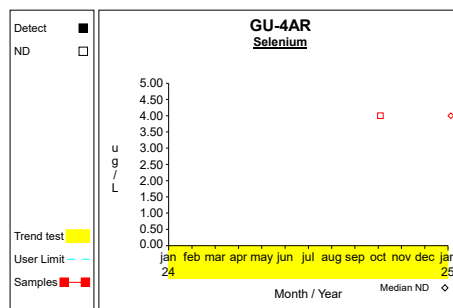 GU-4AR
Selenium
Detect
ND
Trend test
User Limit
Samples
ug/L
5.00
4.50
4.00
3.50
3.00
2.50
2.00
1.50
1.00
0.50
0.00
jan feb mar apr may jun jul aug sep oct nov dec jan
24 25
Month / Year
Median ND